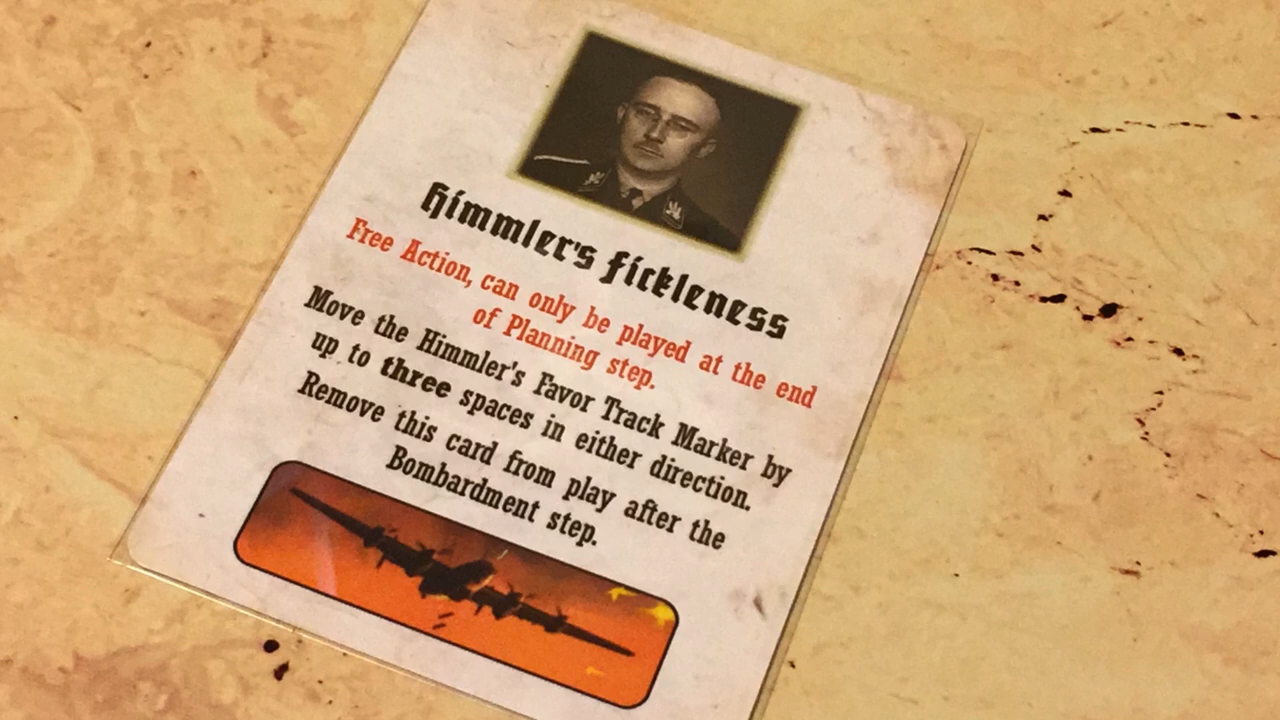 Himmler's Fickleness
Free Action, can only be played at the end
of Planning step.
Move the Himmler's Favor Track Marker by
up to three spaces in either direction.
Remove this card from play after the
Bombardment step.